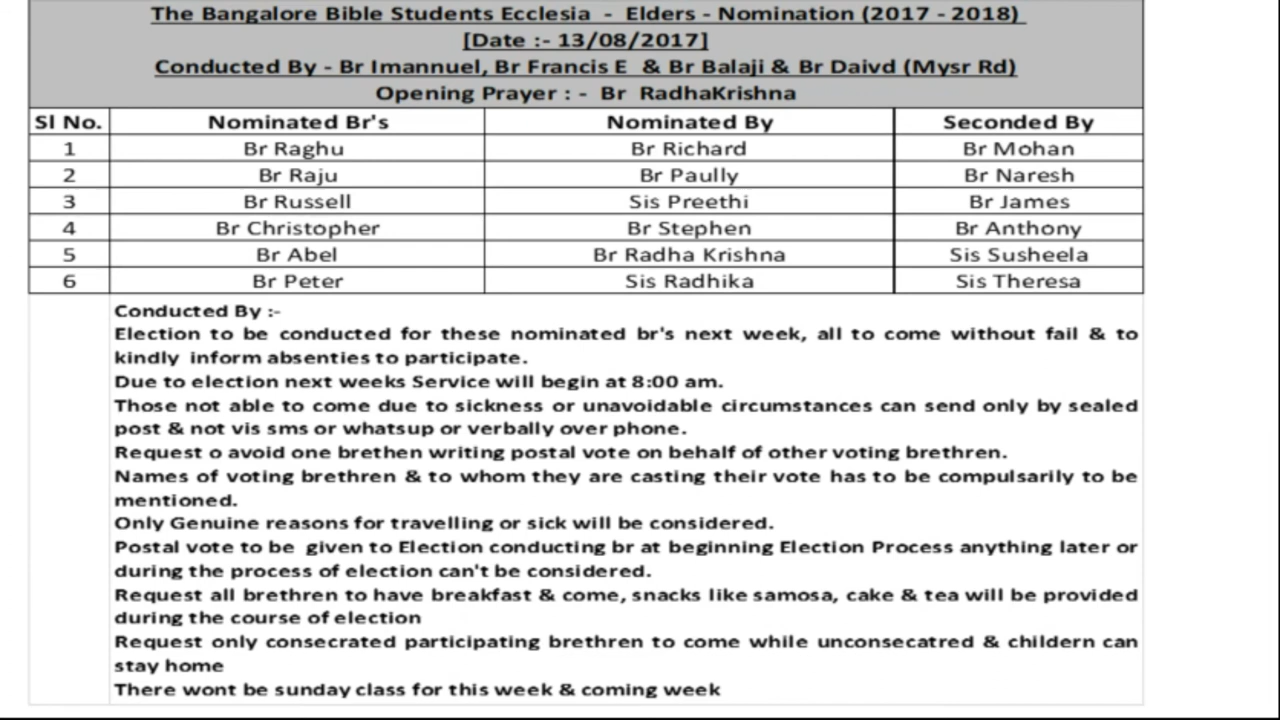 The Bangalore Bible Students Ecclesia - Elders - Nomination (2017 - 2018)
[Date :- 13/08/2017]
Conducted By - Br Imannuel, Br Francis E & Br Balaji & Br Daivd (Mysr Rd)
Opening Prayer : - Br RadhaKrishna
Sl No. Nominated Br's Nominated By Seconded By
1 Br Raghu Br Richard Br Mohan
2 Br Raju Br Paully Br Naresh
3 Br Russell Sis Preethi Br James
4 Br Christopher Br Stephen Br Anthony
5 Br Abel Br Radha Krishna Sis Susheela
6 Br Peter Sis Radhika Sis Theresa
Conducted By :-
Election to be conducted for these nominated br's next week, all to come without fail & to
kindly inform absenties to participate.
Due to election next weeks Service will begin at 8:00 am.
Those not able to come due to sickness or unavoidable circumstances can send only by sealed
post & not vis sms or whatsup or verbally over phone.
Request o avoid one brethen writing postal vote on behalf of other voting brethren.
Names of voting brethren & to whom they are casting their vote has to be compulsarily to be
mentioned.
Only Genuine reasons for travelling or sick will be considered.
Postal vote to be given to Election conducting br at beginning Election Process anything later or
during the process of election can't be considered.
Request all brethren to have breakfast & come, snacks like samosa, cake & tea will be provided
during the course of election
Request only consecrated participating brethren to come while unconsecatred & childern can
stay home
There wont be sunday class for this week & coming week